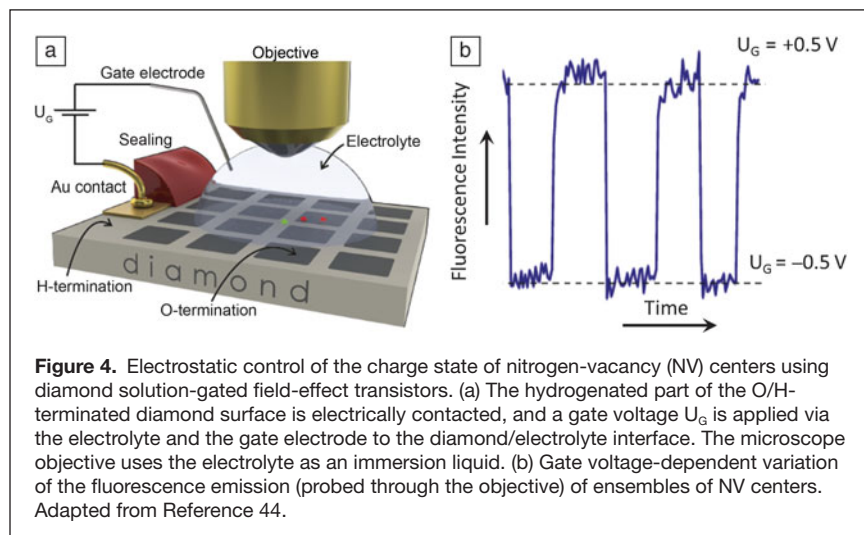 a
Objective
Gate electrode
U_G
Sealing
Electrolyte
Au contact
H-termination
diamond
O-termination
b
U_G = +0.5 V
Fluorescence Intensity
U_G = −0.5 V
Time
Figure 4. Electrostatic control of the charge state of nitrogen-vacancy (NV) centers using
diamond solution-gated field-effect transistors. (a) The hydrogenated part of the O/H-
terminated diamond surface is electrically contacted, and a gate voltage U_G is applied via
the electrolyte and the gate electrode to the diamond/electrolyte interface. The microscope
objective uses the electrolyte as an immersion liquid. (b) Gate voltage-dependent variation
of the fluorescence emission (probed through the objective) of ensembles of NV centers.
Adapted from Reference 44.